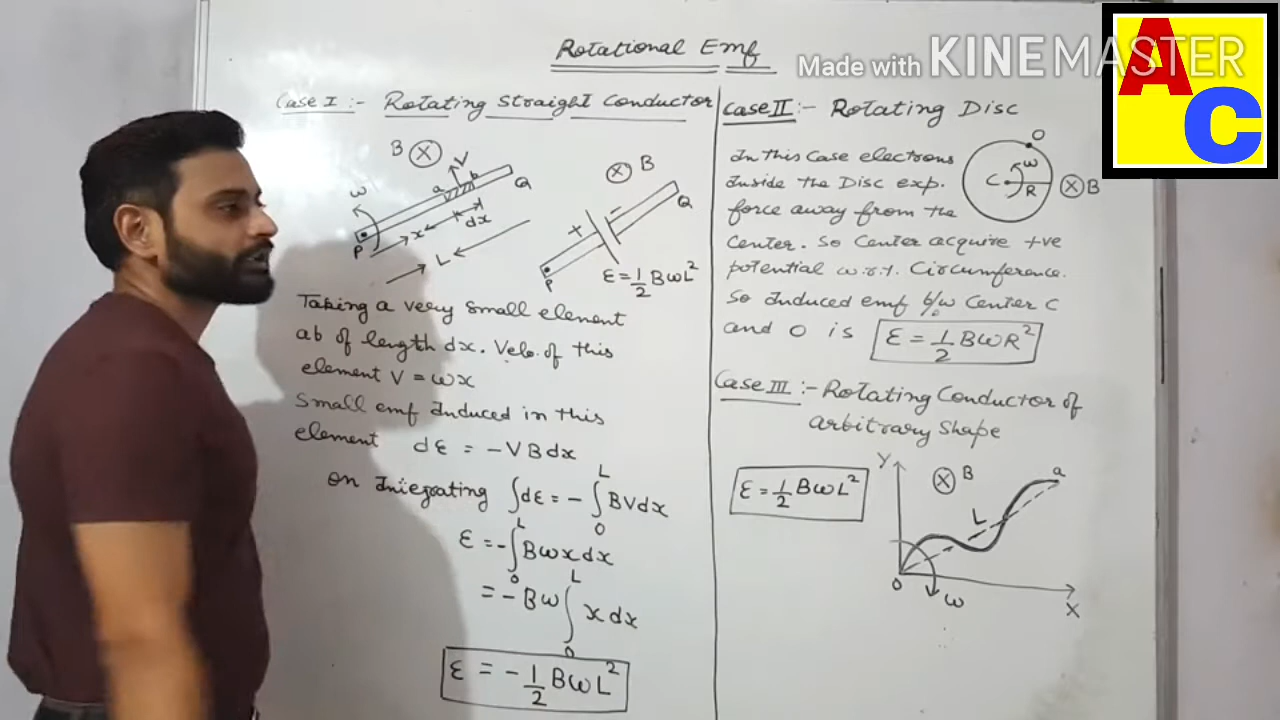 Rotational Emf
Made with KINEMASTER
A
C
Case I :- Rotating Straight Conductor
B
V
ω
a
b
Q
x
dx
P
L
B
+
-
Q
P
ε = 1/2 BωL²
Taking a very small element
ab of length dx. Velo. of this
element V = ωx
Small emf Induced in this
element dε = -VBdx
on Integrating ∫dε = -∫₀ᴸ BVdx
ε = -∫₀ᴸ Bωxdx
= -Bω ∫₀ᴸ x dx
ε = -1/2 BωL²
Case II :- Rotating Disc
In this Case electrons
Inside the Disc exp.
force away from the
Center. So Center acquire +ve
potential w.r.t. Circumference.
So Induced emf b/w Center C
and O is ε = 1/2 BωR²
O
ω
C
R
B
Case III :- Rotating Conductor of
arbitrary Shape
ε = 1/2 BωL²
Y
B
a
L
O
ω
X